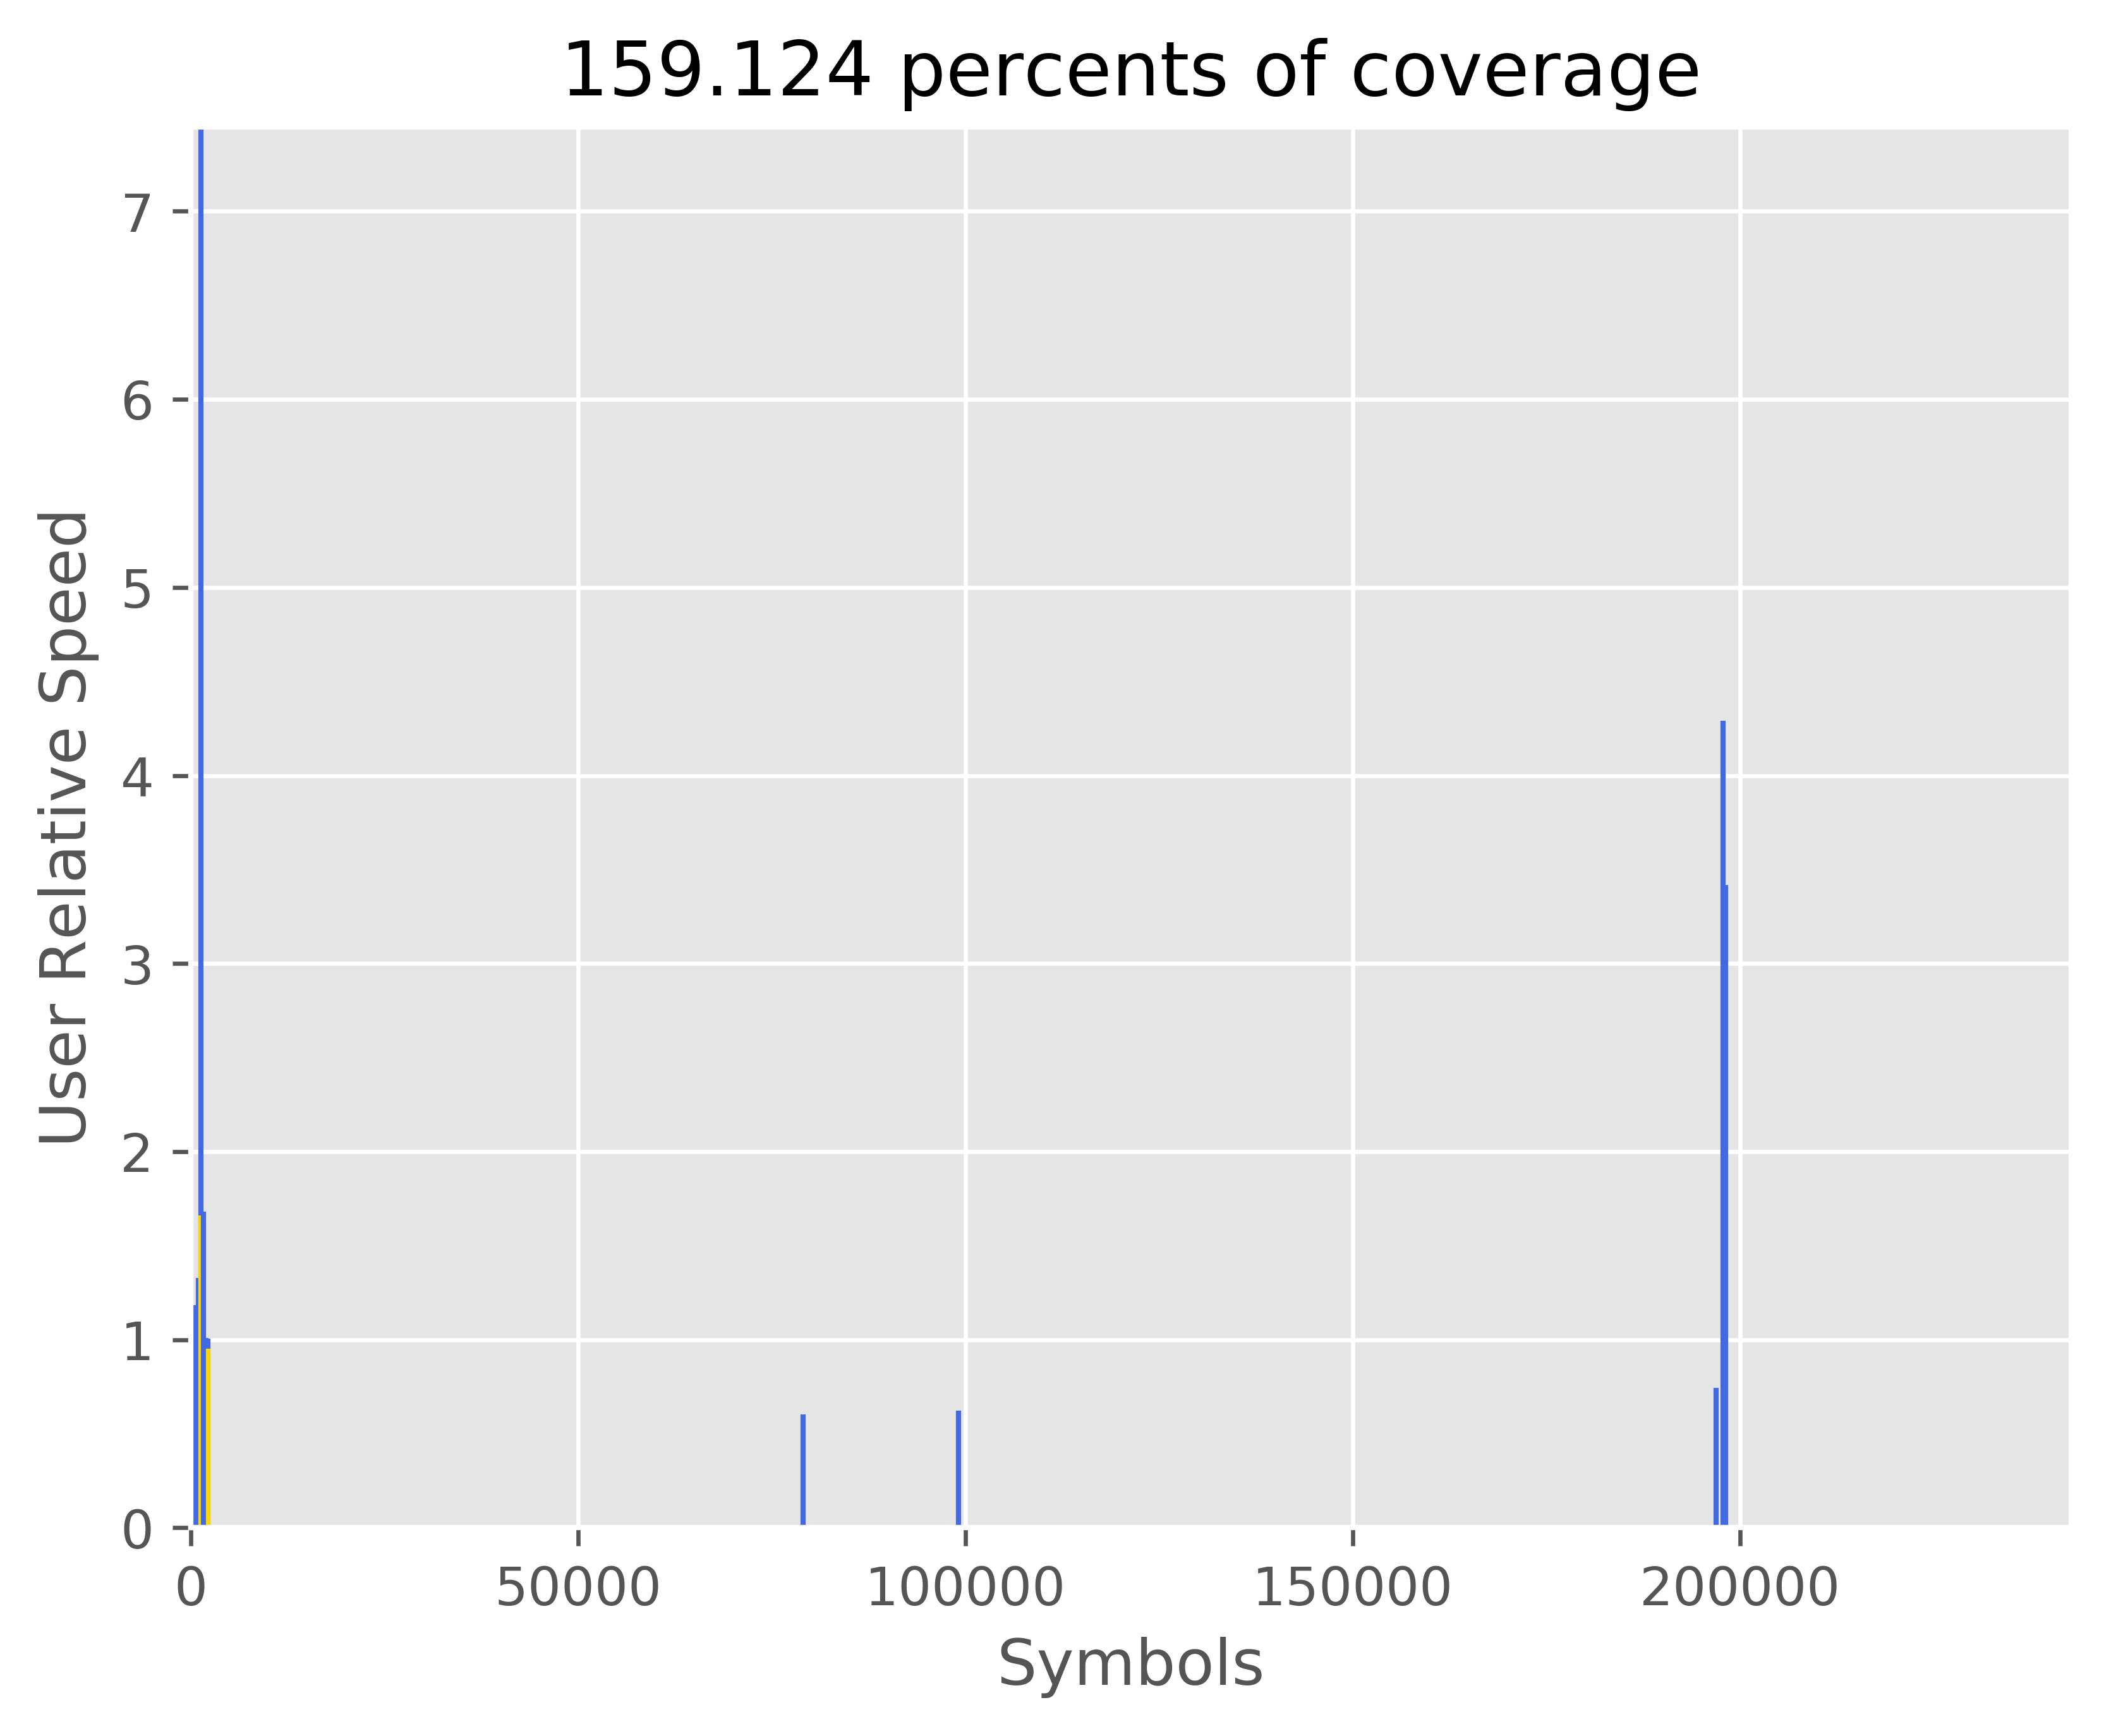 159.124 percents of coverage
User Relative Speed
7
6
5
4
3
2
1
0
0 50000 100000 150000 200000
Symbols